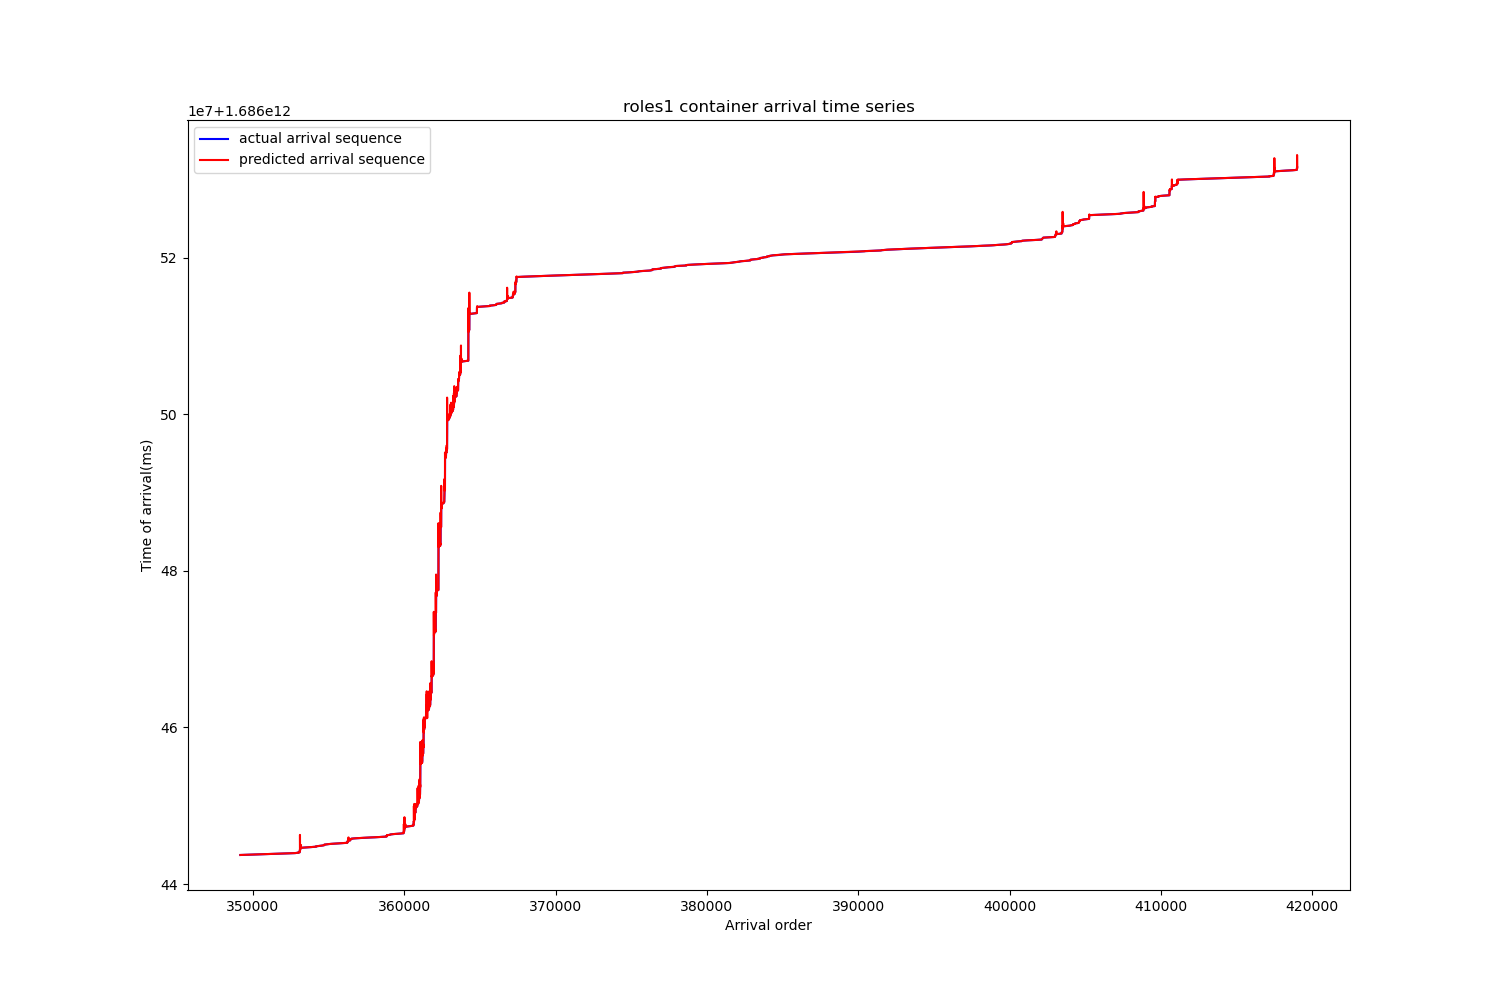 roles1 container arrival time series
1e7+1.686e12
actual arrival sequence
predicted arrival sequence
Time of arrival(ms)
52
50
48
46
44
350000 360000 370000 380000 390000 400000 410000 420000
Arrival order